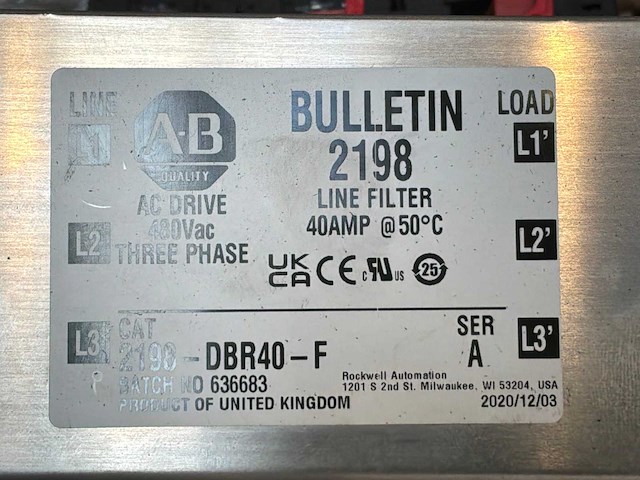 LINE
A-B
QUALITY
BULLETIN
2198
LOAD
L1
L1'
AC DRIVE
480Vac
THREE PHASE
LINE FILTER
40AMP @ 50°C
L2
L2'
UK
CA CE c RU us 25
L3
CAT
2198-DBR40-F
SER
A
L3'
BATCH NO 636683
PRODUCT OF UNITED KINGDOM
Rockwell Automation
1201 S 2nd St. Milwaukee, WI 53204, USA
2020/12/03